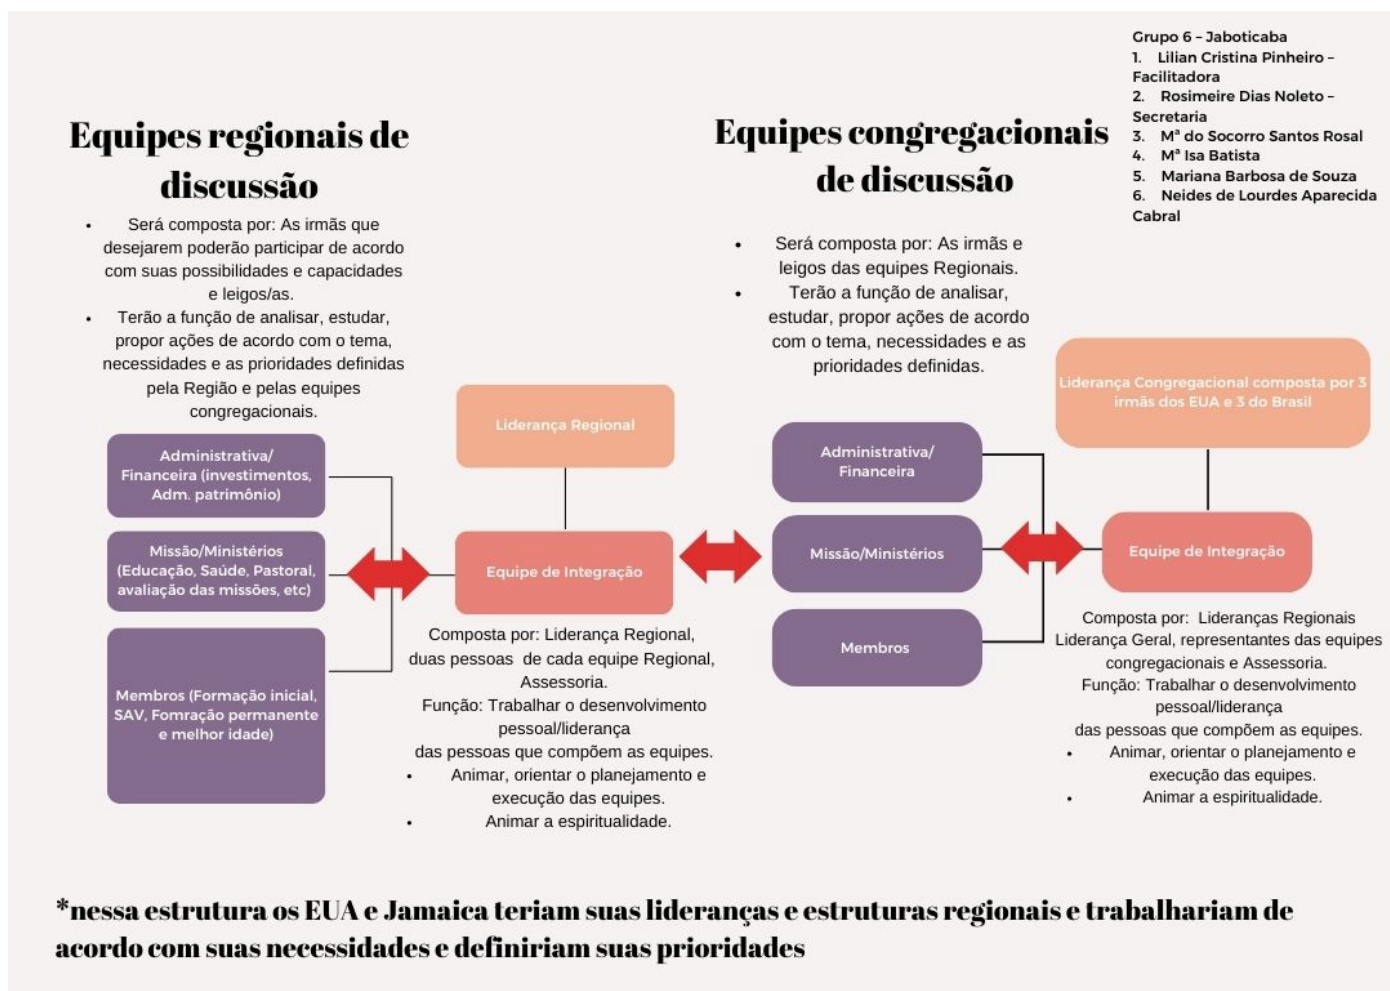 Grupo 6 – Jaboticaba
1. Lilian Cristina Pinheiro –
Facilitadora
2. Rosimeire Dias Noleto –
Secretaria
3. Mª do Socorro Santos Rosal
4. Mª Isa Batista
5. Mariana Barbosa de Souza
6. Neides de Lourdes Aparecida
Cabral
Equipes regionais de
discussão
• Será composta por: As irmãs que
desejarem poderão participar de acordo
com suas possibilidades e capacidades
e leigos/as.
• Terão a função de analisar, estudar,
propor ações de acordo com o tema,
necessidades e as prioridades definidas
pela Região e pelas equipes
congregacionais.
Administrativa/
Financeira (investimentos,
Adm. patrimônio)
Missão/Ministérios
(Educação, Saúde, Pastoral,
avaliação das missões, etc)
Membros (Formação inicial,
SAV, Fomração permanente
e melhor idade)
Liderança Regional
Equipe de Integração
Composta por: Liderança Regional,
duas pessoas de cada equipe Regional,
Assessoria.
Função: Trabalhar o desenvolvimento
pessoal/liderança
das pessoas que compõem as equipes.
• Animar, orientar o planejamento e
execução das equipes.
• Animar a espiritualidade.
Equipes congregacionais
de discussão
• Será composta por: As irmãs e
leigos das equipes Regionais.
• Terão a função de analisar,
estudar, propor ações de acordo
com o tema, necessidades e as
prioridades definidas.
Administrativa/
Financeira
Missão/Ministérios
Membros
Liderança Congregacional composta por 3
irmãs dos EUA e 3 do Brasil
Equipe de Integração
Composta por: Lideranças Regionais
Liderança Geral, representantes das equipes
congregacionais e Assessoria.
Função: Trabalhar o desenvolvimento
pessoal/liderança
das pessoas que compõem as equipes.
• Animar, orientar o planejamento e
execução das equipes.
• Animar a espiritualidade.
*nessa estrutura os EUA e Jamaica teriam suas lideranças e estruturas regionais e trabalhariam de
acordo com suas necessidades e definiriam suas prioridades